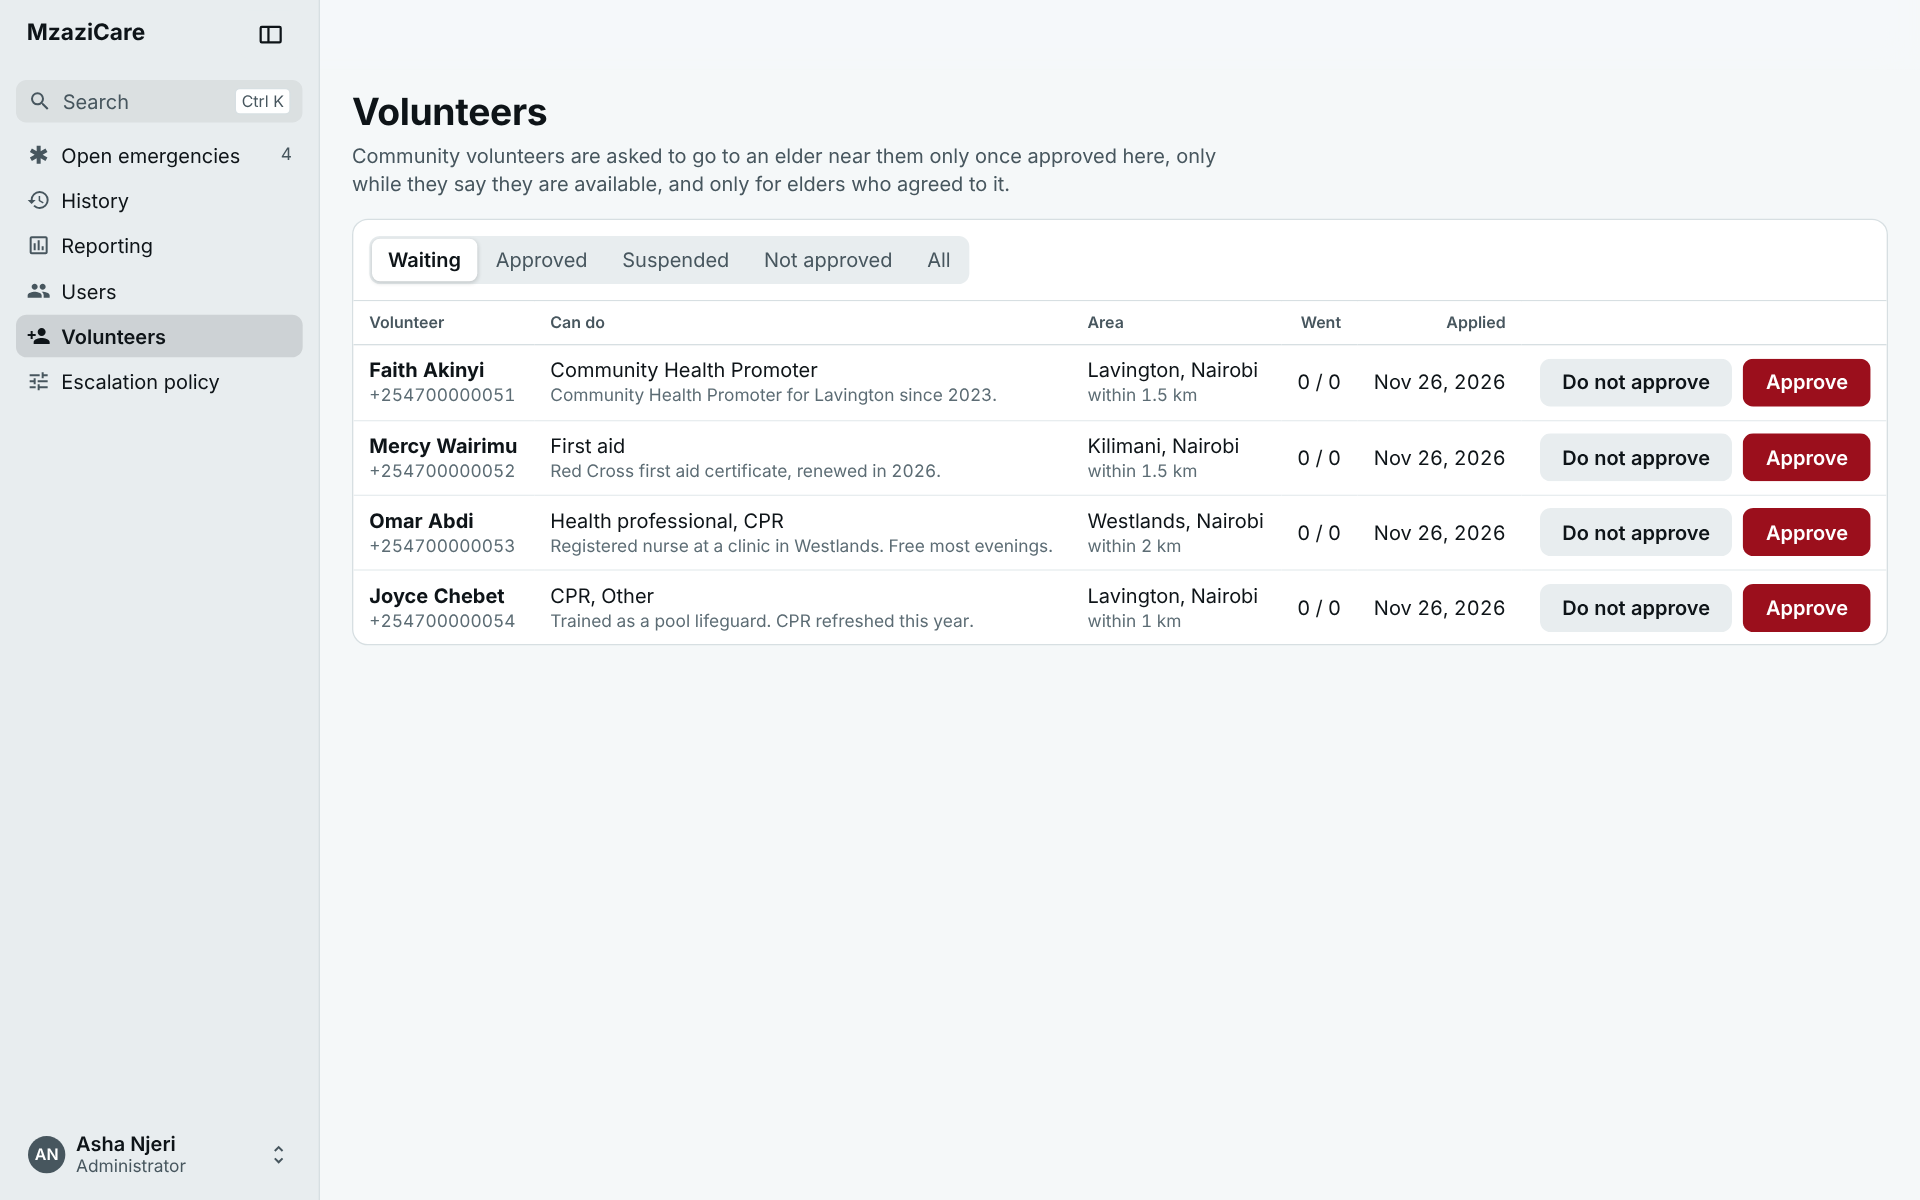 MzaziCare
Search Ctrl K
Open emergencies 4
History
Reporting
Users
Volunteers
Escalation policy
Volunteers
Community volunteers are asked to go to an elder near them only once approved here, only
while they say they are available, and only for elders who agreed to it.
Waiting Approved Suspended Not approved All
Volunteer Can do Area Went Applied
Faith Akinyi Community Health Promoter Lavington, Nairobi 0 / 0 Nov 26, 2026 Do not approve Approve
+254700000051 Community Health Promoter for Lavington since 2023. within 1.5 km
Mercy Wairimu First aid Kilimani, Nairobi 0 / 0 Nov 26, 2026 Do not approve Approve
+254700000052 Red Cross first aid certificate, renewed in 2026. within 1.5 km
Omar Abdi Health professional, CPR Westlands, Nairobi 0 / 0 Nov 26, 2026 Do not approve Approve
+254700000053 Registered nurse at a clinic in Westlands. Free most evenings. within 2 km
Joyce Chebet CPR, Other Lavington, Nairobi 0 / 0 Nov 26, 2026 Do not approve Approve
+254700000054 Trained as a pool lifeguard. CPR refreshed this year. within 1 km
AN Asha Njeri
Administrator